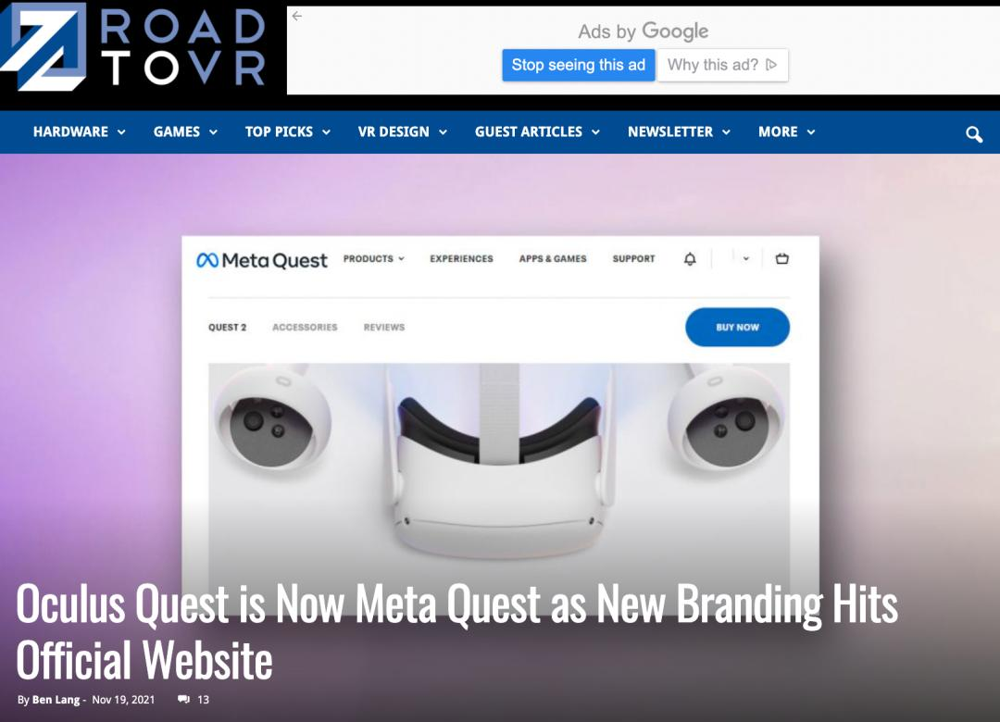 ROAD
TOVR
Ads by Google
Stop seeing this ad
Why this ad?
HARDWARE GAMES TOP PICKS VR DESIGN GUEST ARTICLES NEWSLETTER MORE
Meta Quest PRODUCTS EXPERIENCES APPS & GAMES SUPPORT
QUEST 2 ACCESSORIES REVIEWS BUY NOW
Oculus Quest is Now Meta Quest as New Branding Hits
Official Website
By Ben Lang - Nov 19, 2021 13